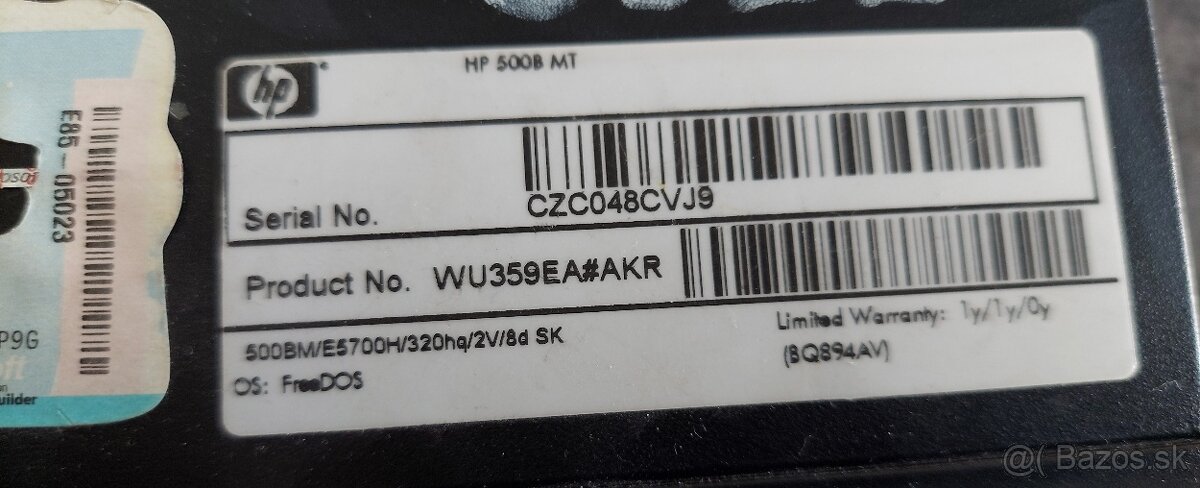 hp
HP 500B MT
Serial No.
CZC048CVJ9
Product No. WU359EA#AKR
500BM/E5700H/320hq/2V/8d SK
Limited Warranty: 1y/1y/0y
(BQ894AV)
OS: FreeDOS
E85-05023
P9G
uilder
@( Bazos.sk